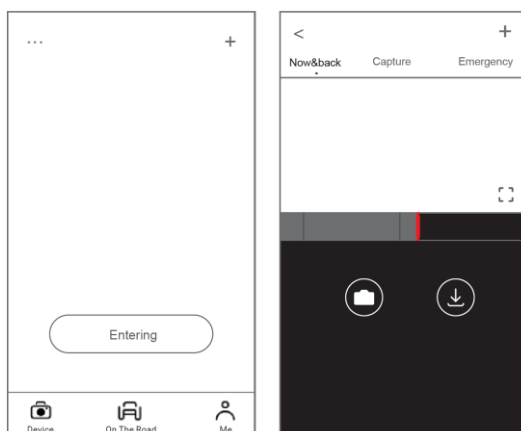 Entering
Device
On The Road
Me
Now&back
Capture
Emergency